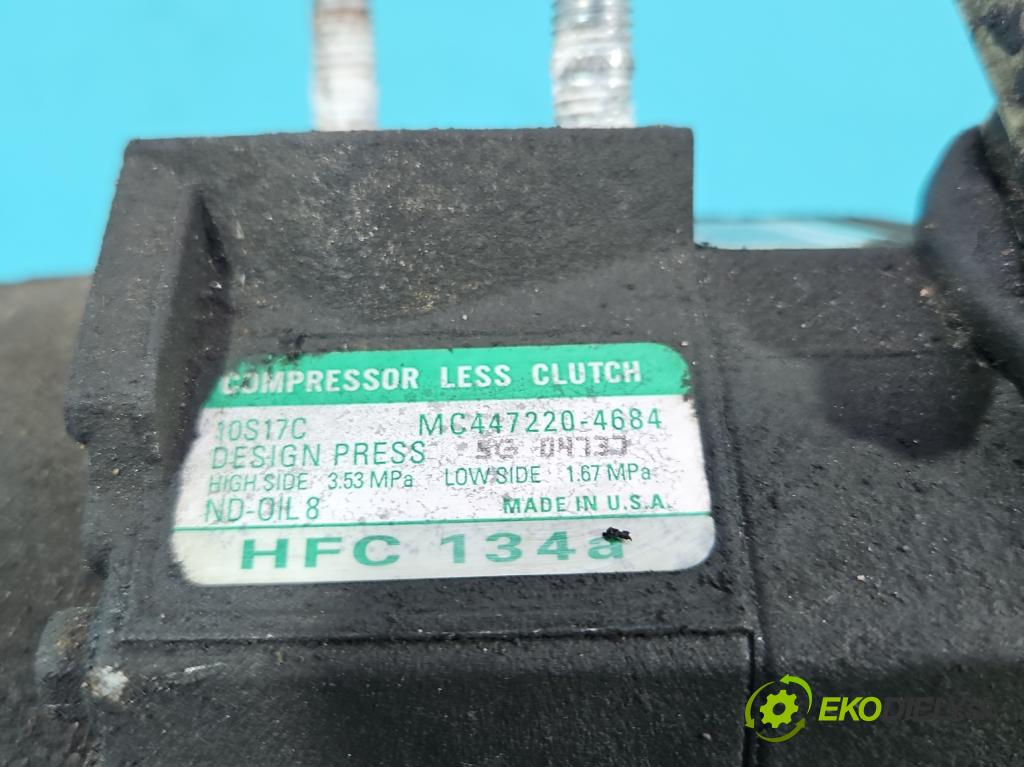 COMPRESSOR LESS CLUTCH
10S17C MC447220-4684
DESIGN PRESS
HIGH SIDE 3.53 MPa LOW SIDE 1.67 MPa
ND-OIL 8 MADE IN U.S.A.
HFC 134a